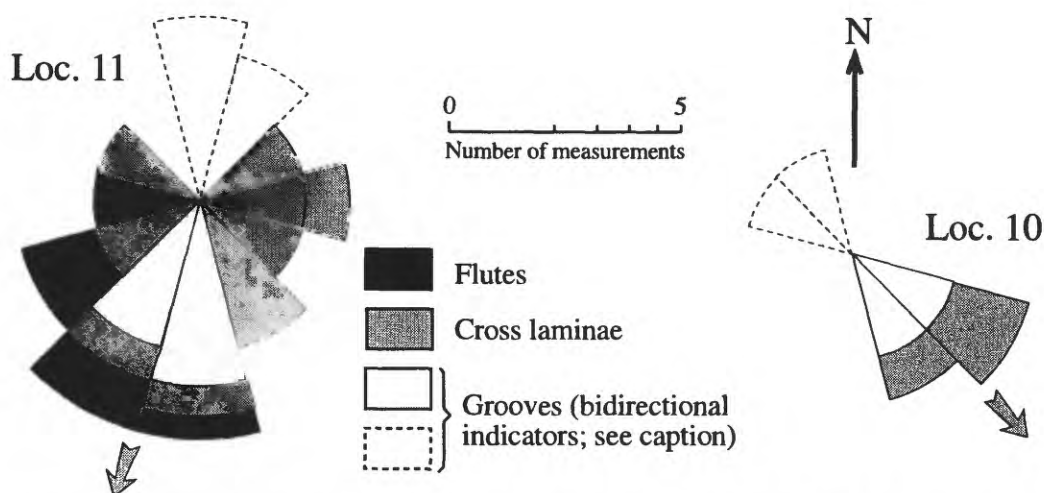 Loc. 11
0 5
Number of measurements
N
Loc. 10
Flutes
Cross laminae
Grooves (bidirectional
indicators; see caption)